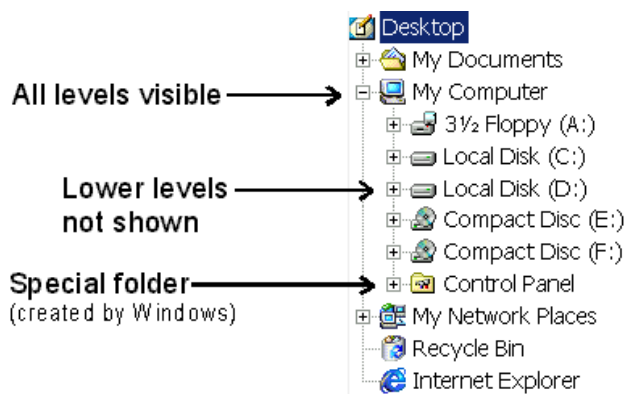 Desktop
My Documents
All levels visible
My Computer
3½ Floppy (A:)
Local Disk (C:)
Lower levels
not shown
Local Disk (D:)
Compact Disc (E:)
Compact Disc (F:)
Special folder
(created by Windows)
Control Panel
My Network Places
Recycle Bin
Internet Explorer